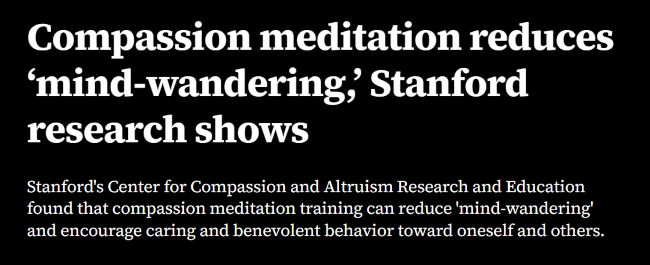 Compassion meditation reduces
‘mind-wandering,’ Stanford
research shows
Stanford's Center for Compassion and Altruism Research and Education
found that compassion meditation training can reduce 'mind-wandering'
and encourage caring and benevolent behavior toward oneself and others.